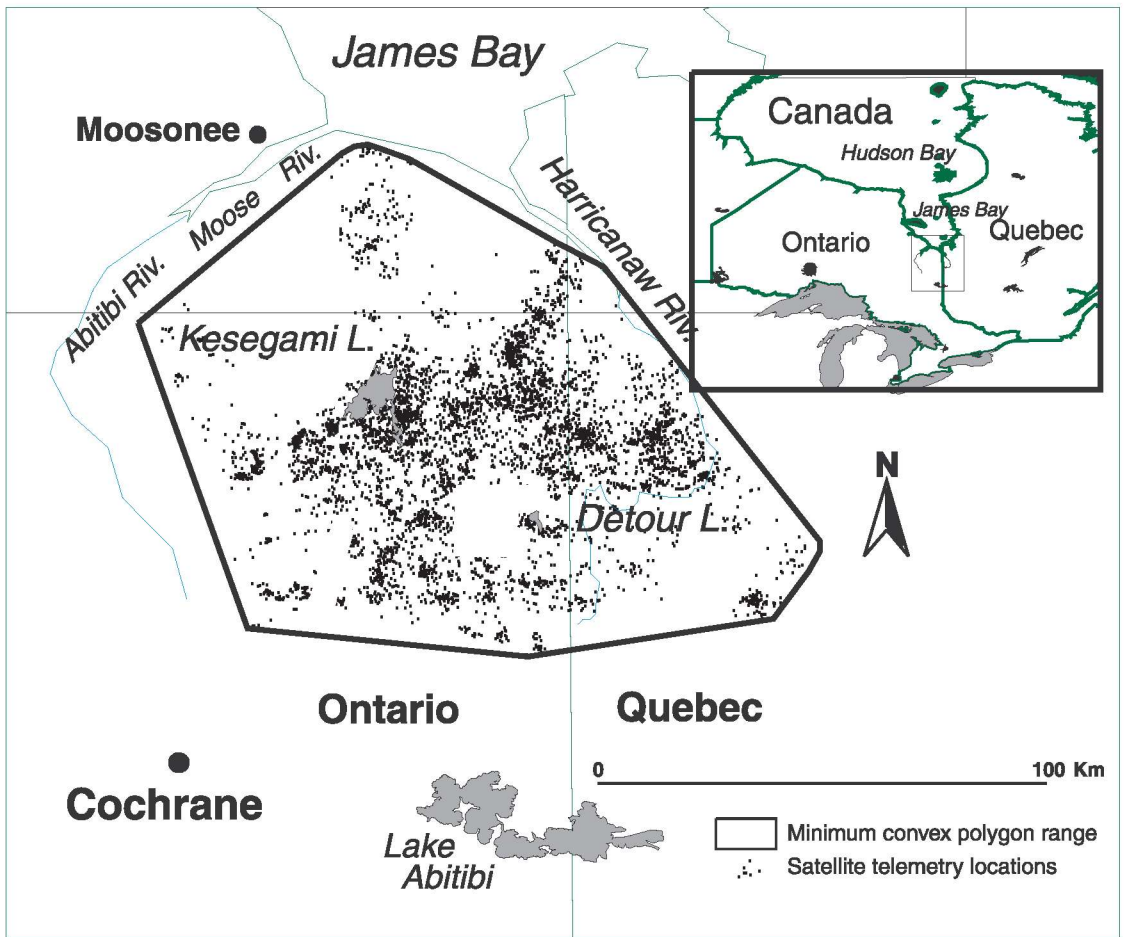 James Bay
Moosonee
Abitibi Riv.
Moose Riv.
Harricanaw Riv.
Kesegami L.
Detour L.
Canada
Hudson Bay
James Bay
Ontario
Quebec
N
Ontario
Quebec
Cochrane
Lake
Abitibi
0 100 Km
Minimum convex polygon range
Satellite telemetry locations